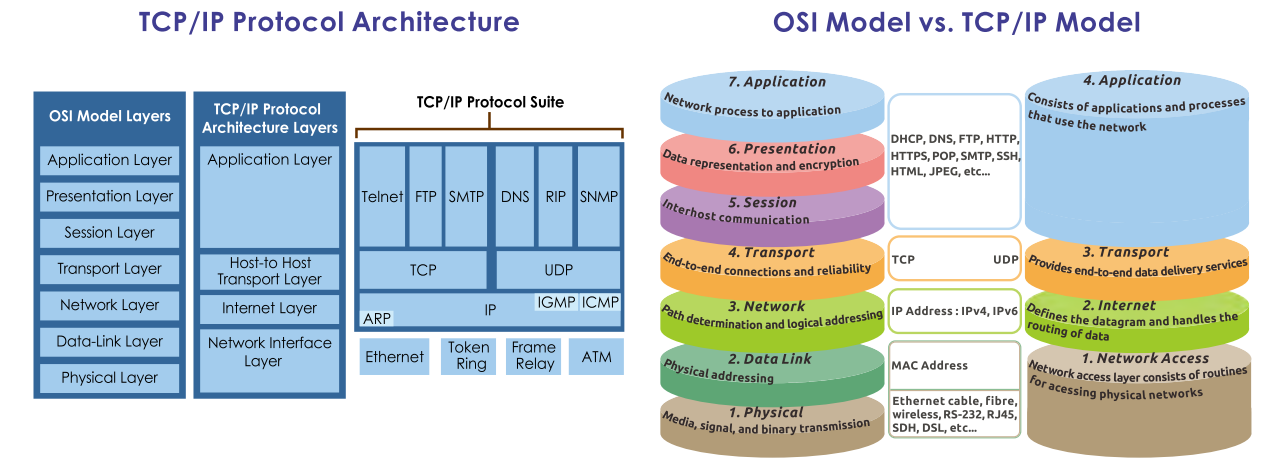 TCP/IP Protocol Architecture
OSI Model Layers
Application Layer
Presentation Layer
Session Layer
Transport Layer
Network Layer
Data-Link Layer
Physical Layer
TCP/IP Protocol
Architecture Layers
Application Layer
Host-to Host
Transport Layer
Internet Layer
Network Interface
Layer
TCP/IP Protocol Suite
Telnet
FTP
SMTP
DNS
RIP
SNMP
TCP
UDP
ARP
IP
IGMP
ICMP
Ethernet
Token
Ring
Frame
Relay
ATM
OSI Model vs. TCP/IP Model
7. Application
Network process to application
6. Presentation
Data representation and encryption
5. Session
Interhost communication
4. Transport
End-to-end connections and reliability
3. Network
Path determination and logical addressing
2. Data Link
Physical addressing
1. Physical
Media, signal, and binary transmission
DHCP, DNS, FTP, HTTP,
HTTPS, POP, SMTP, SSH,
HTML, JPEG, etc...
TCP UDP
IP Address : IPv4, IPv6
MAC Address
Ethernet cable, fibre,
wireless, RS-232, RJ45,
SDH, DSL, etc...
4. Application
Consists of applications and processes
that use the network
3. Transport
Provides end-to-end data delivery services
2. Internet
Defines the datagram and handles the
routing of data
1. Network Access
Network access layer consists of routines
for acessing physical networks